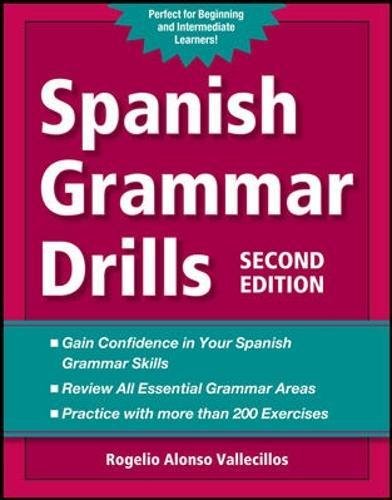 Perfect for Beginning
and Intermediate
Learners!
Spanish
Grammar
Drills
SECOND
EDITION
■ Gain Confidence in Your Spanish
Grammar Skills
■ Review All Essential Grammar Areas
■ Practice with more than 200 Exercises
Rogelio Alonso Vallecillos